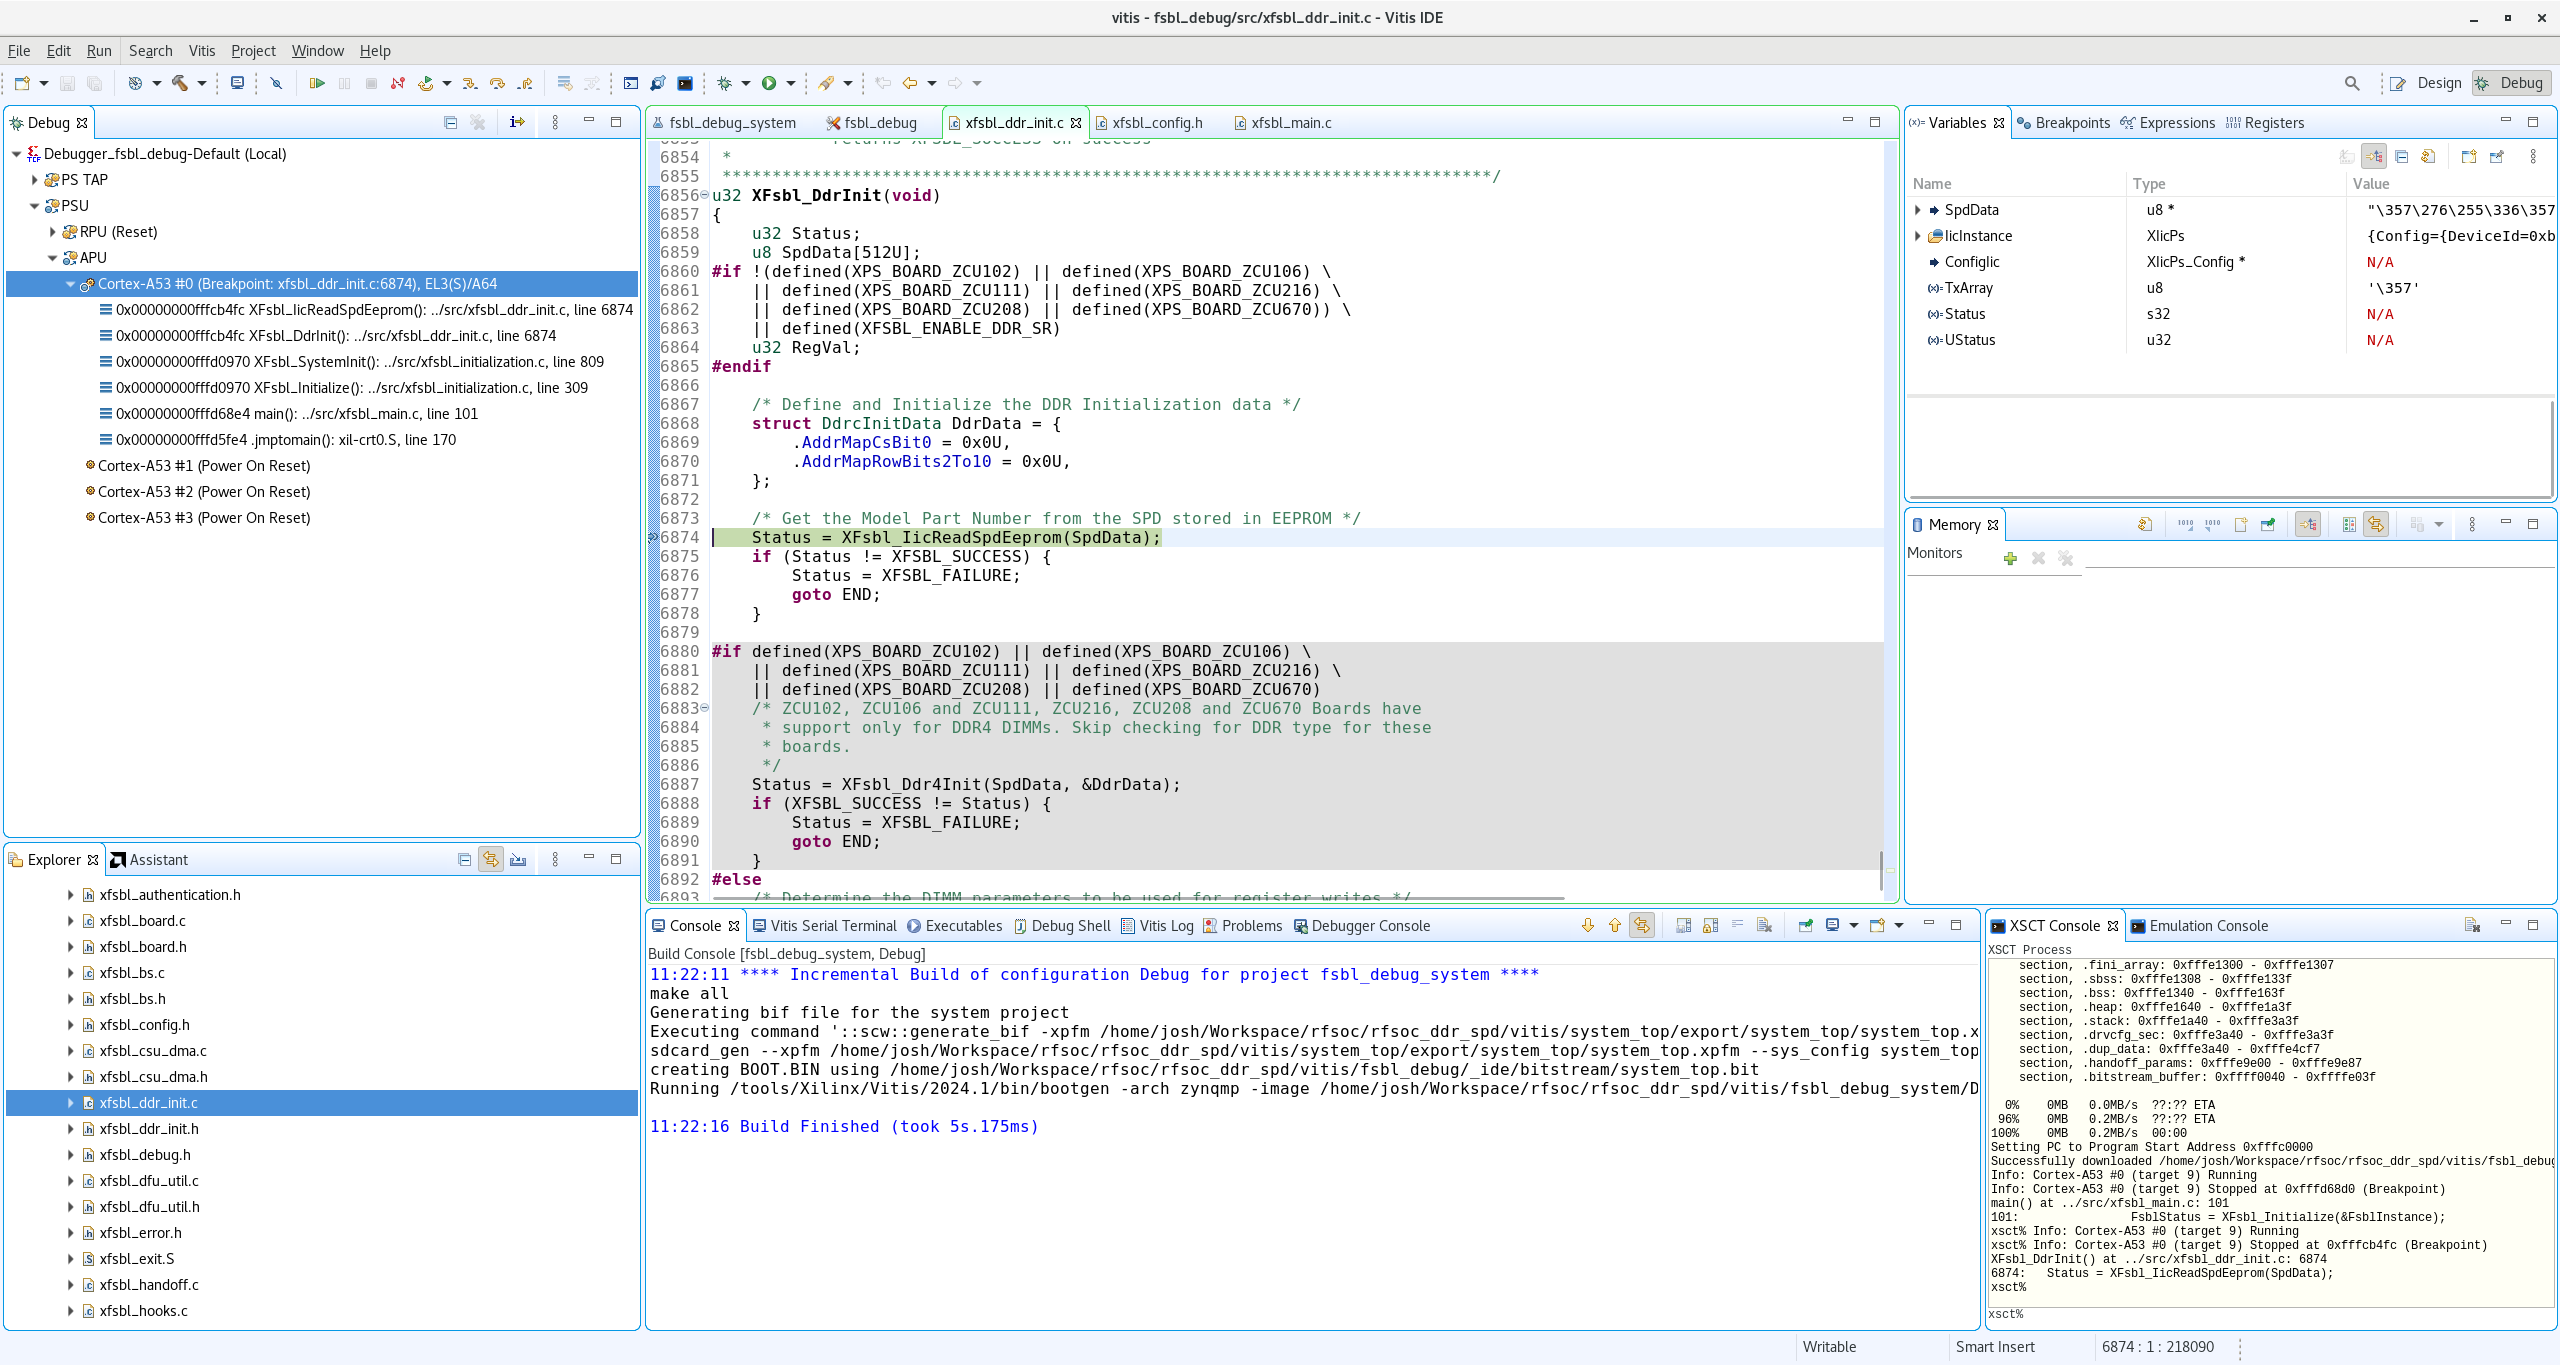 vitis - fsbl_debug/src/xfsbl_ddr_init.c - Vitis IDE
File Edit Run Search Vitis Project Window Help
Design Debug
Debug
Debugger_fsbl_debug-Default (Local)
PS TAP
PSU
RPU (Reset)
APU
Cortex-A53 #0 (Breakpoint: xfsbl_ddr_init.c:6874), EL3(S)/A64
0x00000000fffcb4fc XFsbl_IicReadSpdEeprom(): ../src/xfsbl_ddr_init.c, line 6874
0x00000000fffcb4fc XFsbl_DdrInit(): ../src/xfsbl_ddr_init.c, line 6874
0x00000000fffd0970 XFsbl_SystemInit(): ../src/xfsbl_initialization.c, line 809
0x00000000fffd0970 XFsbl_Initialize(): ../src/xfsbl_initialization.c, line 309
0x00000000fffd68e4 main(): ../src/xfsbl_main.c, line 101
0x00000000fffd5fe4 .jmptomain(): xil-crt0.S, line 170
Cortex-A53 #1 (Power On Reset)
Cortex-A53 #2 (Power On Reset)
Cortex-A53 #3 (Power On Reset)
Explorer Assistant
xfsbl_authentication.h
xfsbl_board.c
xfsbl_board.h
xfsbl_bs.c
xfsbl_bs.h
xfsbl_config.h
xfsbl_csu_dma.c
xfsbl_csu_dma.h
xfsbl_ddr_init.c
xfsbl_ddr_init.h
xfsbl_debug.h
xfsbl_dfu_util.c
xfsbl_dfu_util.h
xfsbl_error.h
xfsbl_exit.S
xfsbl_handoff.c
xfsbl_hooks.c
fsbl_debug_system fsbl_debug xfsbl_ddr_init.c xfsbl_config.h xfsbl_main.c
6853 returns XFSBL_SUCCESS on success
6854 *
6855 *****************************************************************************/
6856 u32 XFsbl_DdrInit(void)
6857 {
6858 u32 Status;
6859 u8 SpdData[512U];
6860 #if !(defined(XPS_BOARD_ZCU102) || defined(XPS_BOARD_ZCU106) \
6861 || defined(XPS_BOARD_ZCU111) || defined(XPS_BOARD_ZCU216) \
6862 || defined(XPS_BOARD_ZCU208) || defined(XPS_BOARD_ZCU670)) \
6863 || defined(XFSBL_ENABLE_DDR_SR)
6864 u32 RegVal;
6865 #endif
6866
6867 /* Define and Initialize the DDR Initialization data */
6868 struct DdrcInitData DdrData = {
6869 .AddrMapCsBit0 = 0x0U,
6870 .AddrMapRowBits2To10 = 0x0U,
6871 };
6872
6873 /* Get the Model Part Number from the SPD stored in EEPROM */
6874 Status = XFsbl_IicReadSpdEeprom(SpdData);
6875 if (Status != XFSBL_SUCCESS) {
6876 Status = XFSBL_FAILURE;
6877 goto END;
6878 }
6879
6880 #if defined(XPS_BOARD_ZCU102) || defined(XPS_BOARD_ZCU106) \
6881 || defined(XPS_BOARD_ZCU111) || defined(XPS_BOARD_ZCU216) \
6882 || defined(XPS_BOARD_ZCU208) || defined(XPS_BOARD_ZCU670)
6883 /* ZCU102, ZCU106 and ZCU111, ZCU216, ZCU208 and ZCU670 Boards have
6884 * support only for DDR4 DIMMs. Skip checking for DDR type for these
6885 * boards.
6886 */
6887 Status = XFsbl_Ddr4Init(SpdData, &DdrData);
6888 if (XFSBL_SUCCESS != Status) {
6889 Status = XFSBL_FAILURE;
6890 goto END;
6891 }
6892 #else
6893 /* Determine the DIMM parameters to be used for register writes */
Variables Breakpoints Expressions Registers
Name Type Value
SpdData u8 * "\357\276\255\336\357
IicInstance XIicPs {Config={DeviceId=0xb
ConfigIic XIicPs_Config * N/A
TxArray u8 '\357'
Status s32 N/A
UStatus u32 N/A
Memory
Monitors
Console Vitis Serial Terminal Executables Debug Shell Vitis Log Problems Debugger Console
Build Console [fsbl_debug_system, Debug]
11:22:11 **** Incremental Build of configuration Debug for project fsbl_debug_system ****
make all
Generating bif file for the system project
Executing command '::scw::generate_bif -xpfm /home/josh/Workspace/rfsoc/rfsoc_ddr_spd/vitis/system_top/export/system_top/system_top.x
sdcard_gen --xpfm /home/josh/Workspace/rfsoc/rfsoc_ddr_spd/vitis/system_top/export/system_top/system_top.xpfm --sys_config system_top
creating BOOT.BIN using /home/josh/Workspace/rfsoc/rfsoc_ddr_spd/vitis/fsbl_debug/_ide/bitstream/system_top.bit
Running /tools/Xilinx/Vitis/2024.1/bin/bootgen -arch zynqmp -image /home/josh/Workspace/rfsoc/rfsoc_ddr_spd/vitis/fsbl_debug_system/D
11:22:16 Build Finished (took 5s.175ms)
XSCT Console Emulation Console
XSCT Process
section, .fini_array: 0xfffe1300 - 0xfffe1307
section, .sbss: 0xfffe1308 - 0xfffe133f
section, .bss: 0xfffe1340 - 0xfffe163f
section, .heap: 0xfffe1640 - 0xfffe1a3f
section, .stack: 0xfffe1a40 - 0xfffe3a3f
section, .drvcfg_sec: 0xfffe3a40 - 0xfffe3a3f
section, .dup_data: 0xfffe3a40 - 0xfffe4cf7
section, .handoff_params: 0xfffe9e00 - 0xfffe9e87
section, .bitstream_buffer: 0xffff0040 - 0xffffe03f
0% 0MB 0.0MB/s ??:?? ETA
96% 0MB 0.2MB/s ??:?? ETA
100% 0MB 0.2MB/s 00:00
Setting PC to Program Start Address 0xfffc0000
Successfully downloaded /home/josh/Workspace/rfsoc/rfsoc_ddr_spd/vitis/fsbl_debug
Info: Cortex-A53 #0 (target 9) Running
Info: Cortex-A53 #0 (target 9) Stopped at 0xfffd68d0 (Breakpoint)
main() at ../src/xfsbl_main.c: 101
101: FsblStatus = XFsbl_Initialize(&FsblInstance);
xsct% Info: Cortex-A53 #0 (target 9) Running
xsct% Info: Cortex-A53 #0 (target 9) Stopped at 0xfffcb4fc (Breakpoint)
XFsbl_DdrInit() at ../src/xfsbl_ddr_init.c: 6874
6874: Status = XFsbl_IicReadSpdEeprom(SpdData);
xsct%
xsct%
Writable Smart Insert 6874 : 1 : 218090